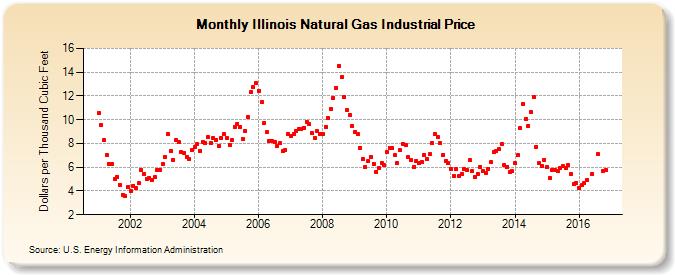 Monthly Illinois Natural Gas Industrial Price
Dollars per Thousand Cubic Feet
16
14
12
10
8
6
4
2
2002 2004 2006 2008 2010 2012 2014 2016
Source: U.S. Energy Information Administration